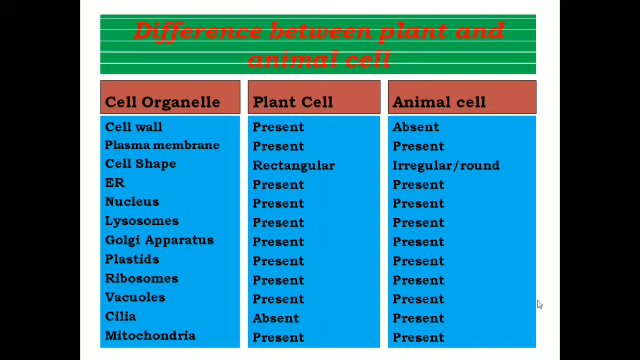 Difference between plant and
animal cell
Cell Organelle Plant Cell Animal cell
Cell wall Present Absent
Plasma membrane Present Present
Cell Shape Rectangular Irregular/round
ER Present Present
Nucleus Present Present
Lysosomes Present Present
Golgi Apparatus Present Present
Plastids Present Present
Ribosomes Present Present
Vacuoles Present Present
Cilia Absent Present
Mitochondria Present Present